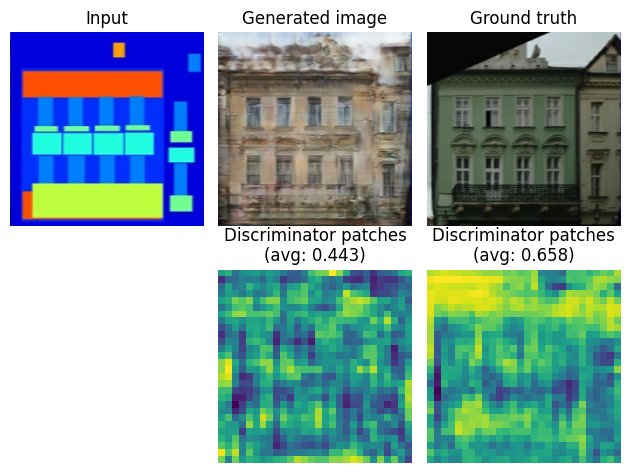 Input
Generated image
Ground truth
Discriminator patches
(avg: 0.443)
Discriminator patches
(avg: 0.658)